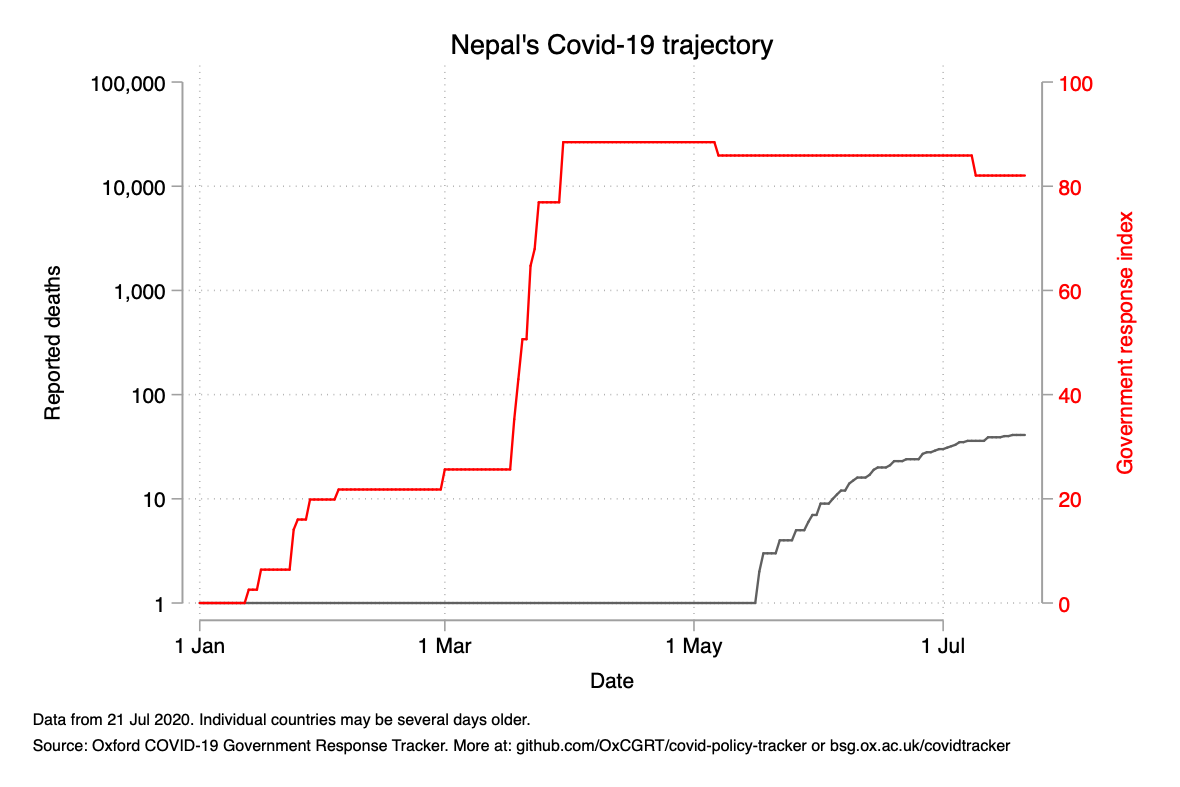 Nepal's Covid-19 trajectory
100,000
10,000
1,000
100
10
1
Reported deaths
100
80
60
40
20
0
Government response index
1 Jan
1 Mar
1 May
1 Jul
Date
Data from 21 Jul 2020. Individual countries may be several days older.
Source: Oxford COVID-19 Government Response Tracker. More at: github.com/OxCGRT/covid-policy-tracker or bsg.ox.ac.uk/covidtracker